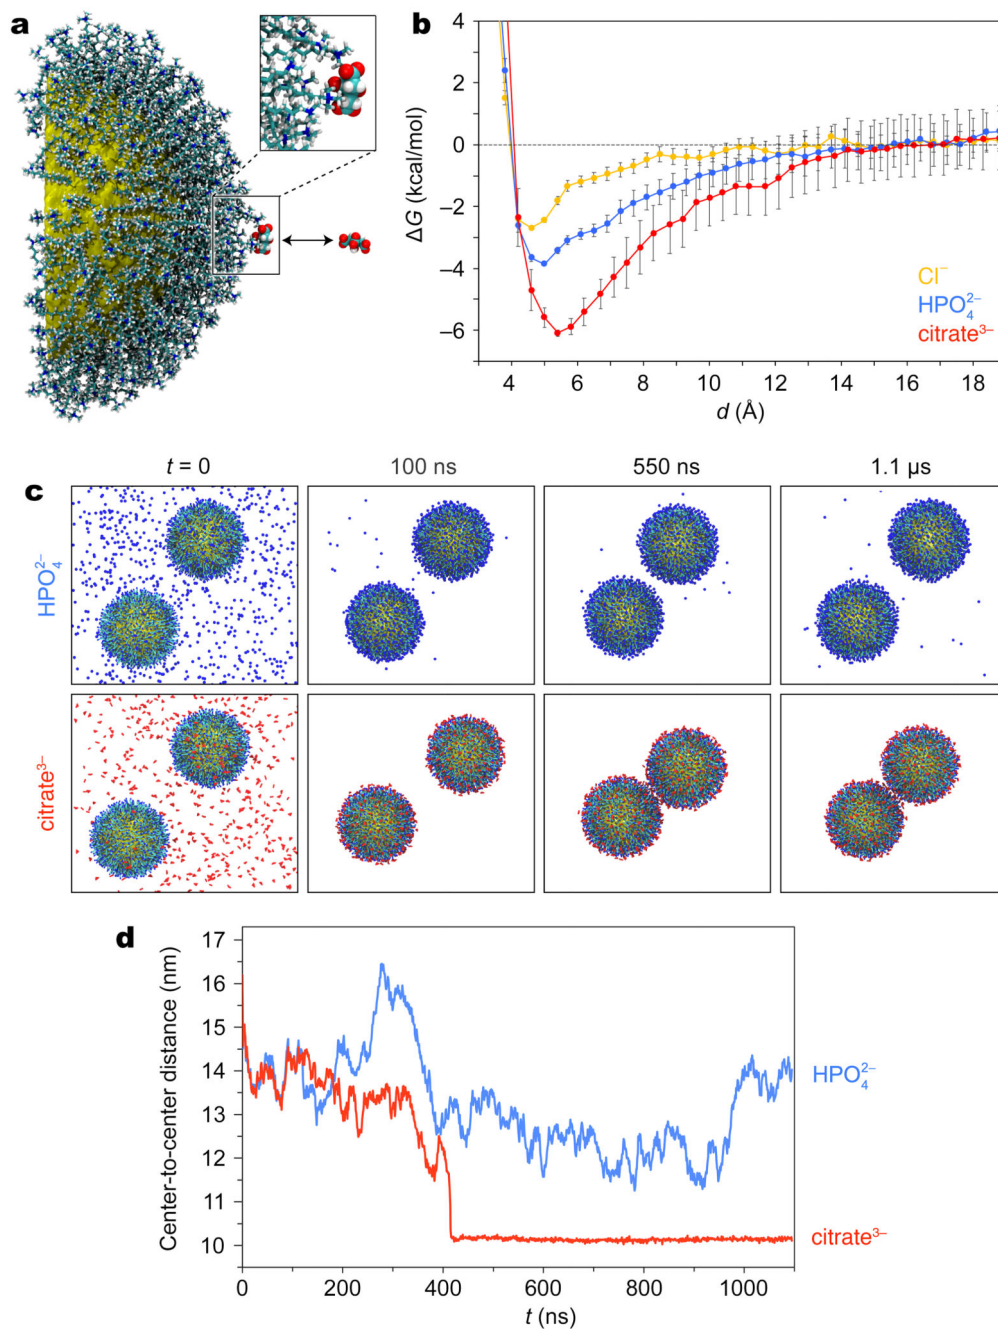 a
b
4
2
0
−2
−4
−6
ΔG (kcal/mol)
Cl⁻
HPO₄²⁻
citrate³⁻
4 6 8 10 12 14 16 18
d (Å)
c
t = 0 100 ns 550 ns 1.1 µs
HPO₄²⁻
citrate³⁻
d
17
16
15
14
13
12
11
10
Center-to-center distance (nm)
HPO₄²⁻
citrate³⁻
0 200 400 600 800 1000
t (ns)